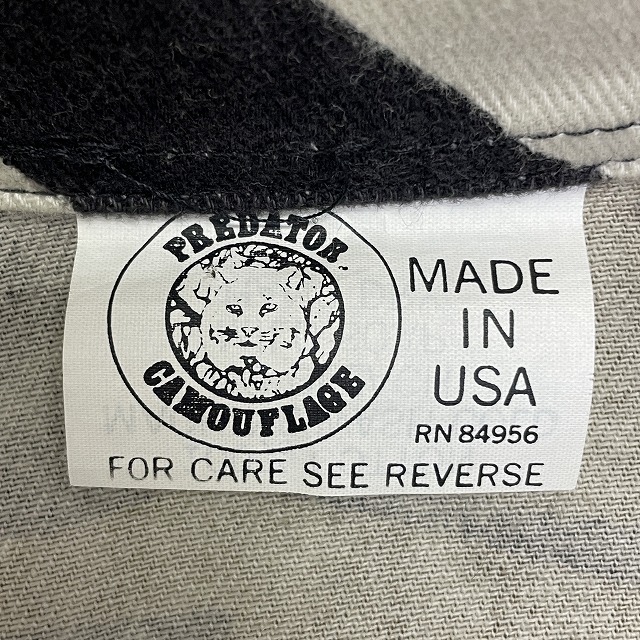 PREDATOR
CAMOUFLAGE
MADE
IN
USA
RN 84956
FOR CARE SEE REVERSE